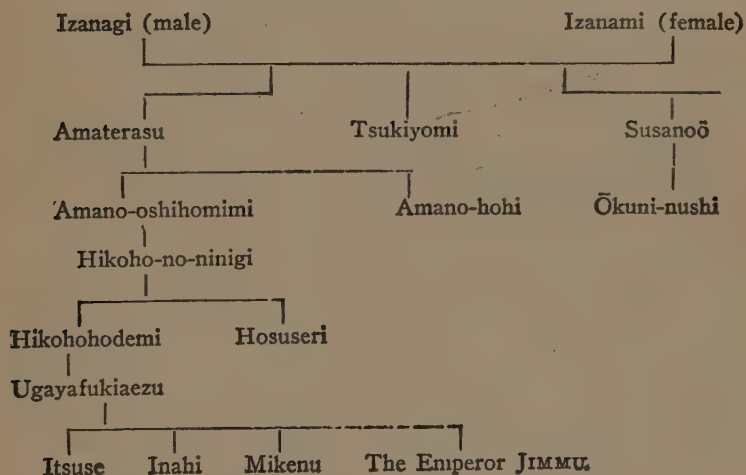 Izanagi (male) Izanami (female)
Amaterasu Tsukiyomi Susanoō
Amano-oshihomimi Amano-hohi Ōkuni-nushi
Hikoho-no-ninigi
Hikohohodemi Hosuseri
Ugayafukiaezu
Itsuse Inahi Mikenu The Emperor JIMMU.